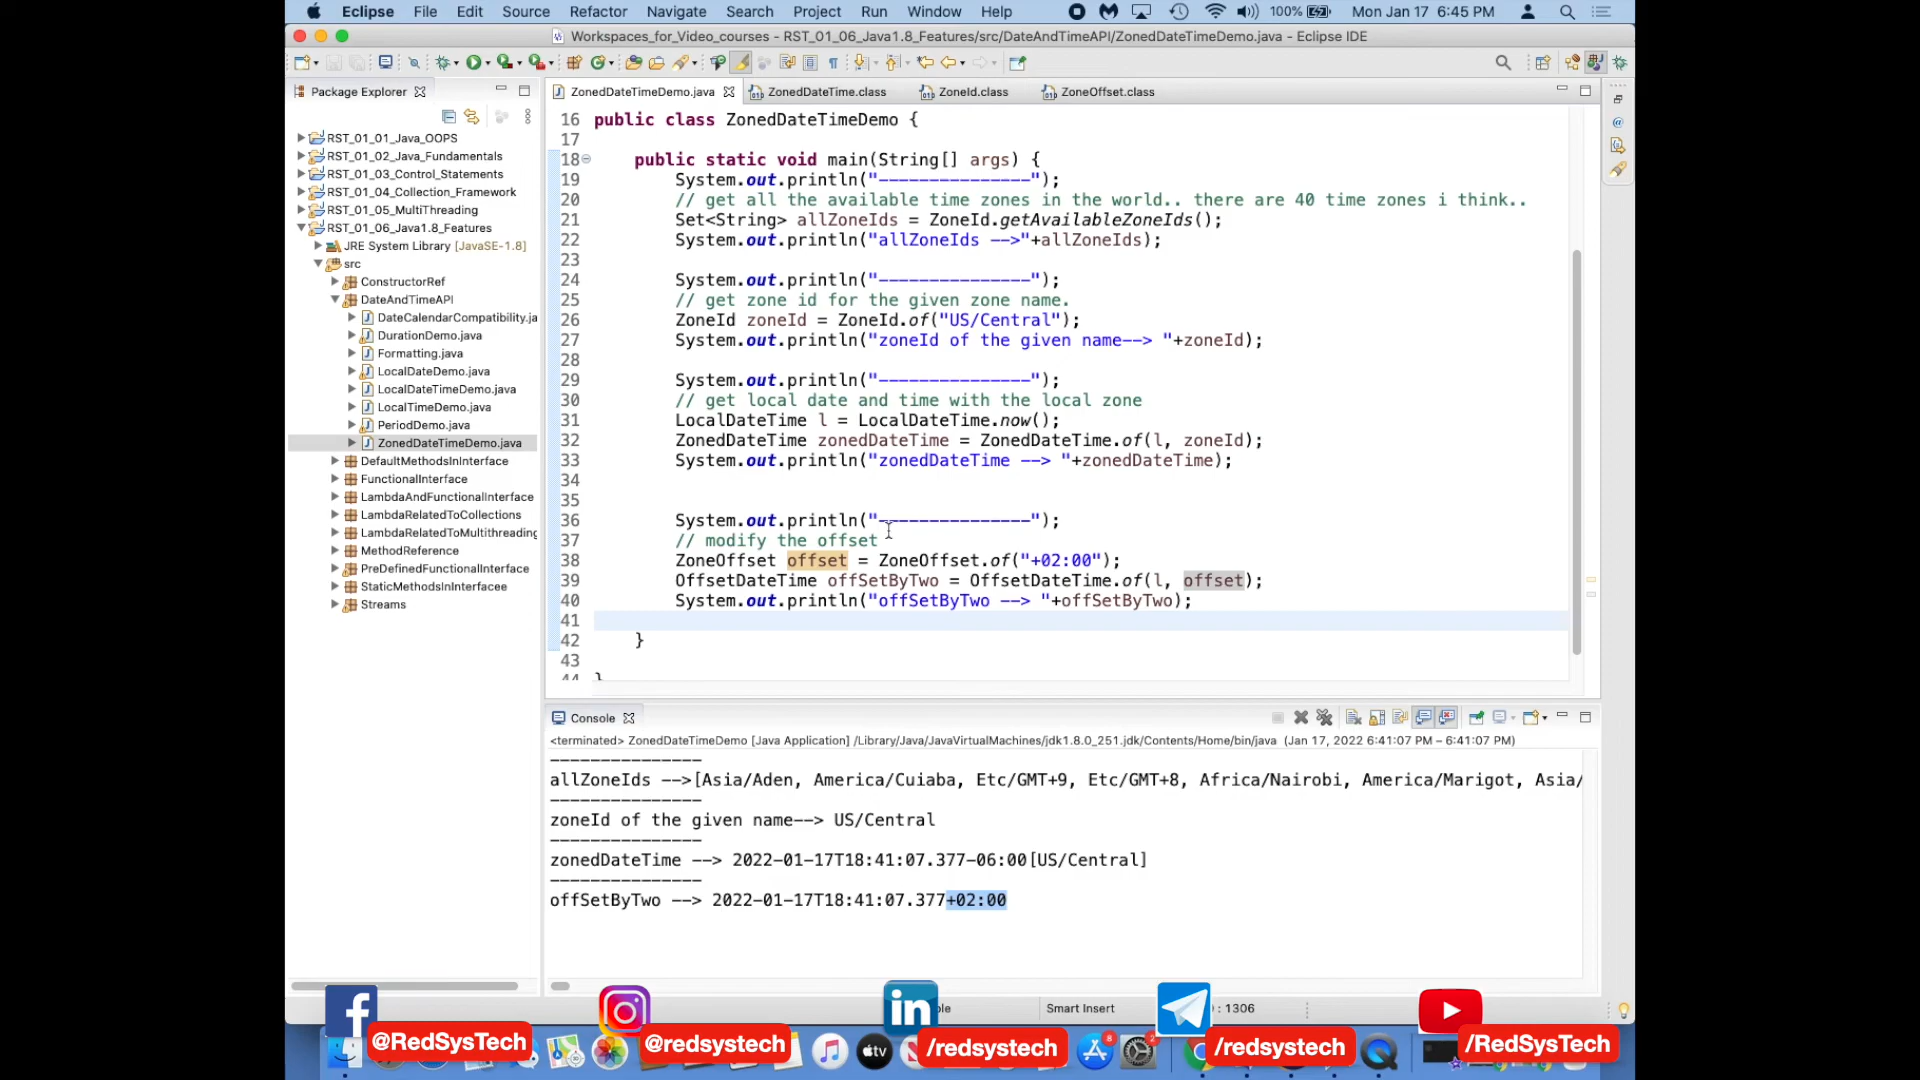 Eclipse File Edit Source Refactor Navigate Search Project Run Window Help 100% Mon Jan 17 6:45 PM
Workspaces_for_Video_courses - RST_01_06_Java1.8_Features/src/DateAndTimeAPI/ZonedDateTimeDemo.java - Eclipse IDE
Package Explorer
RST_01_01_Java_OOPS
RST_01_02_Java_Fundamentals
RST_01_03_Control_Statements
RST_01_04_Collection_Framework
RST_01_05_MultiThreading
RST_01_06_Java1.8_Features
JRE System Library [JavaSE-1.8]
src
ConstructorRef
DateAndTimeAPI
DateCalendarCompatibility.ja
DurationDemo.java
Formatting.java
LocalDateDemo.java
LocalDateTimeDemo.java
LocalTimeDemo.java
PeriodDemo.java
ZonedDateTimeDemo.java
DefaultMethodsInInterface
FunctionalInterface
LambdaAndFunctionalInterface
LambdaRelatedToCollections
LambdaRelatedToMultithreading
MethodReference
PreDefinedFunctionalInterface
StaticMethodsInInterfacee
Streams
ZonedDateTimeDemo.java ZonedDateTime.class ZoneId.class ZoneOffset.class
16 public class ZonedDateTimeDemo {
17
18 public static void main(String[] args) {
19 System.out.println("---------------");
20 // get all the available time zones in the world.. there are 40 time zones i think..
21 Set<String> allZoneIds = ZoneId.getAvailableZoneIds();
22 System.out.println("allZoneIds -->"+allZoneIds);
23
24 System.out.println("---------------");
25 // get zone id for the given zone name.
26 ZoneId zoneId = ZoneId.of("US/Central");
27 System.out.println("zoneId of the given name--> "+zoneId);
28
29 System.out.println("---------------");
30 // get local date and time with the local zone
31 LocalDateTime l = LocalDateTime.now();
32 ZonedDateTime zonedDateTime = ZonedDateTime.of(l, zoneId);
33 System.out.println("zonedDateTime --> "+zonedDateTime);
34
35
36 System.out.println("---------------");
37 // modify the offset
38 ZoneOffset offset = ZoneOffset.of("+02:00");
39 OffsetDateTime offSetByTwo = OffsetDateTime.of(l, offset);
40 System.out.println("offSetByTwo --> "+offSetByTwo);
41
42 }
43
44 }
Console
<terminated> ZonedDateTimeDemo [Java Application] /Library/Java/JavaVirtualMachines/jdk1.8.0_251.jdk/Contents/Home/bin/java (Jan 17, 2022 6:41:07 PM – 6:41:07 PM)
---------------
allZoneIds -->[Asia/Aden, America/Cuiaba, Etc/GMT+9, Etc/GMT+8, Africa/Nairobi, America/Marigot, Asia/
---------------
zoneId of the given name--> US/Central
---------------
zonedDateTime --> 2022-01-17T18:41:07.377-06:00[US/Central]
---------------
offSetByTwo --> 2022-01-17T18:41:07.377+02:00
Smart Insert : 1306
@RedSysTech @redsystech /redsystech /redsystech /RedSysTech
tv